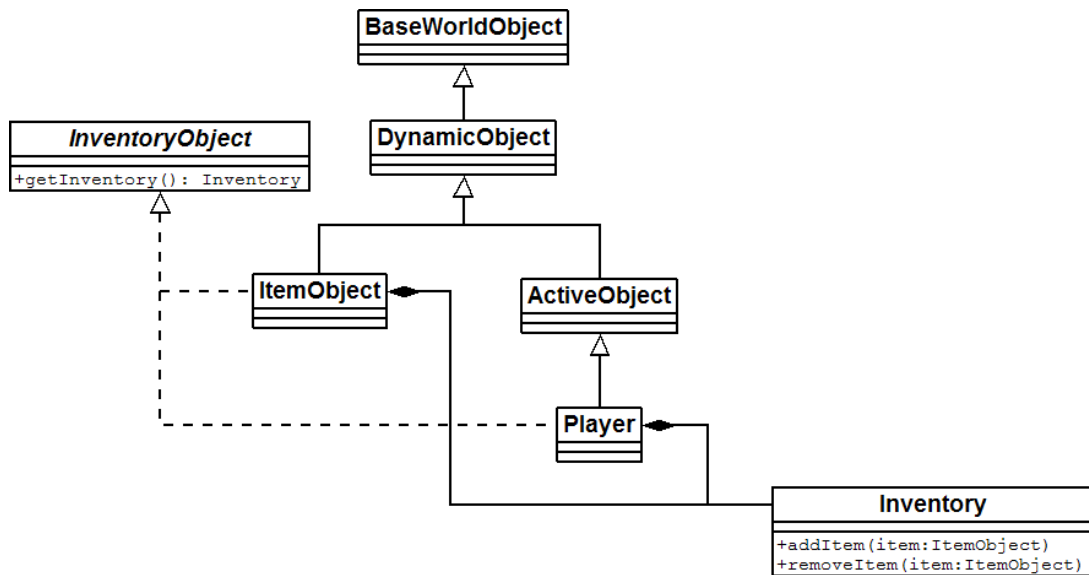 BaseWorldObject
DynamicObject
InventoryObject
+getInventory(): Inventory
ItemObject
ActiveObject
Player
Inventory
+addItem(item:ItemObject)
+removeItem(item:ItemObject)